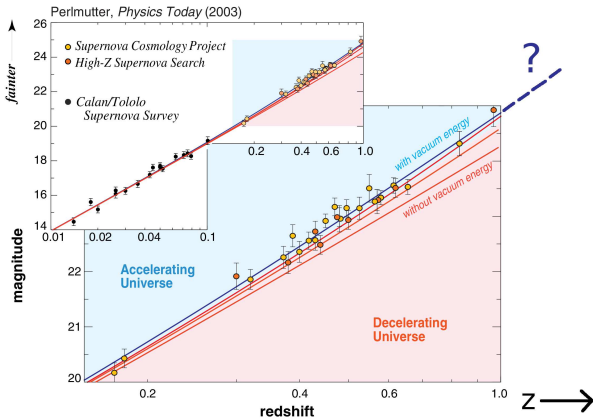 Perlmutter, Physics Today (2003)
26
24
22
20
18
16
14
fainter
Supernova Cosmology Project
High-Z Supernova Search
Calan/Tololo
Supernova Survey
0.2
0.4
0.6
1.0
0.01
0.02
0.04
0.1
?
magnitude
with vacuum energy
without vacuum energy
22
21
20
Accelerating
Universe
Decelerating
Universe
0.2
0.4
0.6
1.0
redshift
z